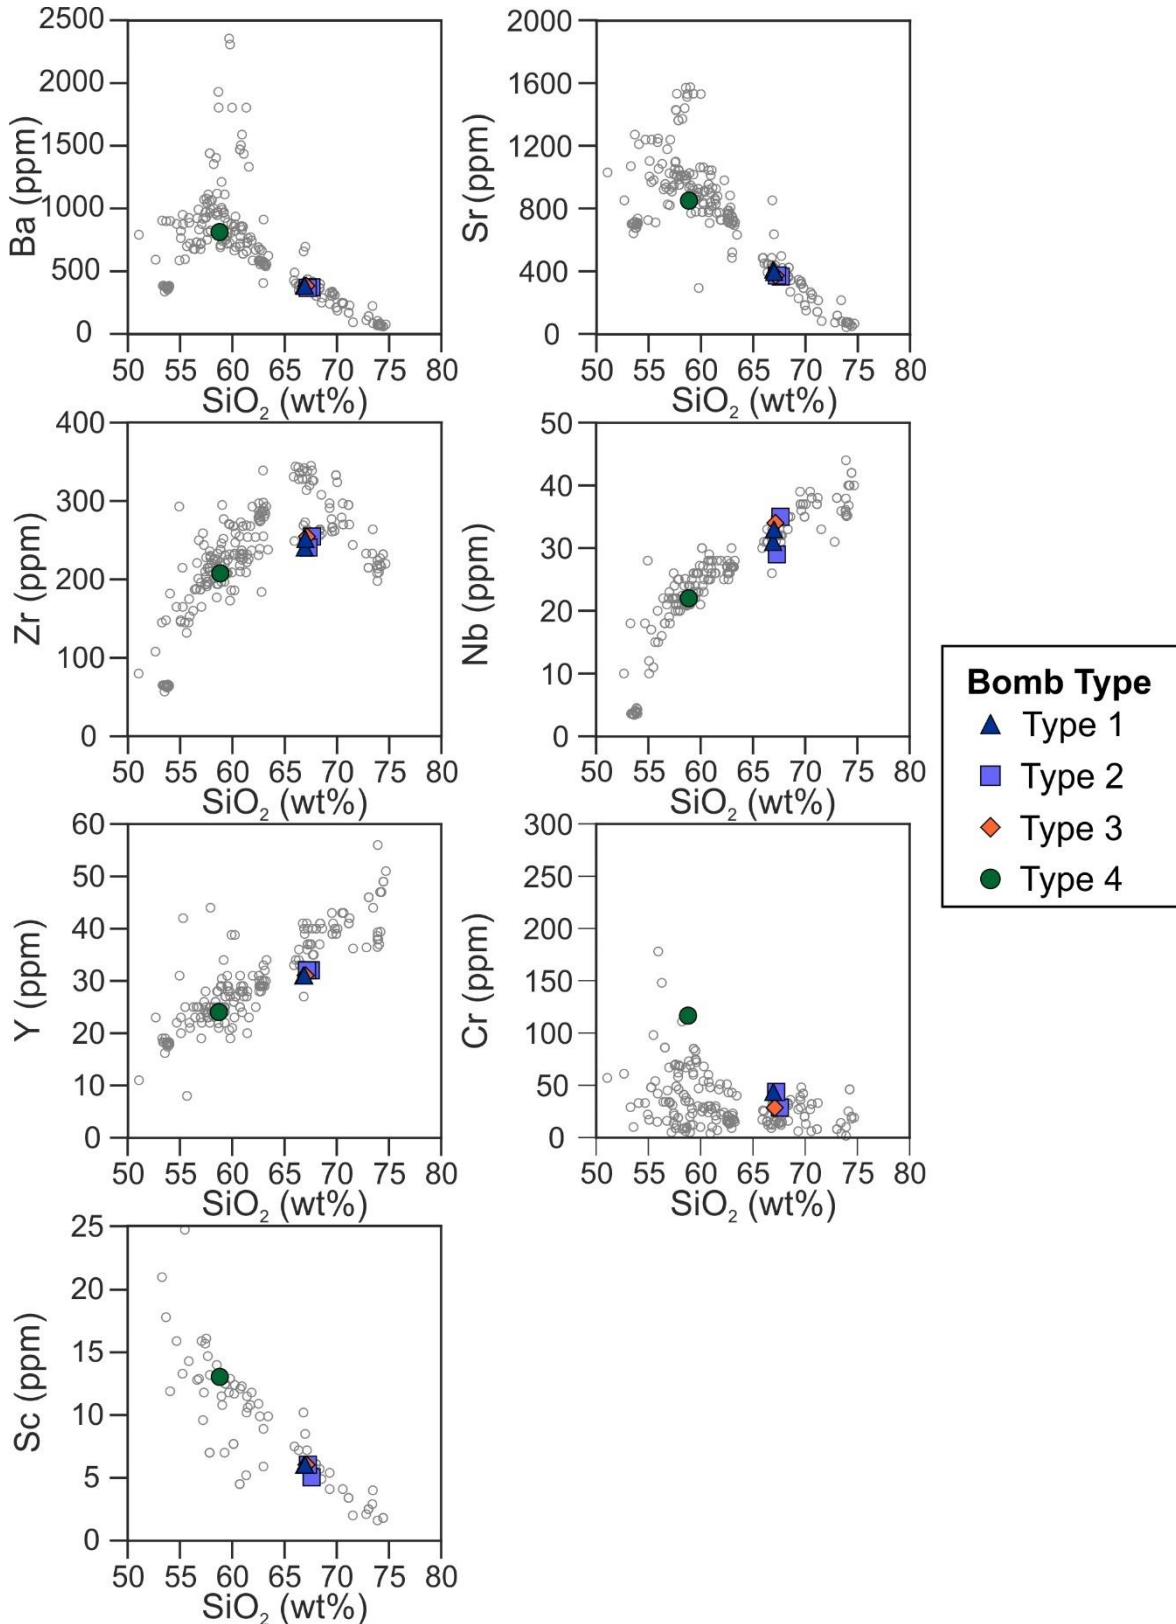 2500
2000
1500
1000
500
0
Ba (ppm)
50 55 60 65 70 75 80
SiO₂ (wt%)
2000
1600
1200
800
400
0
Sr (ppm)
50 55 60 65 70 75 80
SiO₂ (wt%)
400
300
200
100
0
Zr (ppm)
50 55 60 65 70 75 80
SiO₂ (wt%)
50
40
30
20
10
0
Nb (ppm)
50 55 60 65 70 75 80
SiO₂ (wt%)
Bomb Type
Type 1
Type 2
Type 3
Type 4
60
50
40
30
20
10
0
Y (ppm)
50 55 60 65 70 75 80
SiO₂ (wt%)
300
250
200
150
100
50
0
Cr (ppm)
50 55 60 65 70 75 80
SiO₂ (wt%)
25
20
15
10
5
0
Sc (ppm)
50 55 60 65 70 75 80
SiO₂ (wt%)